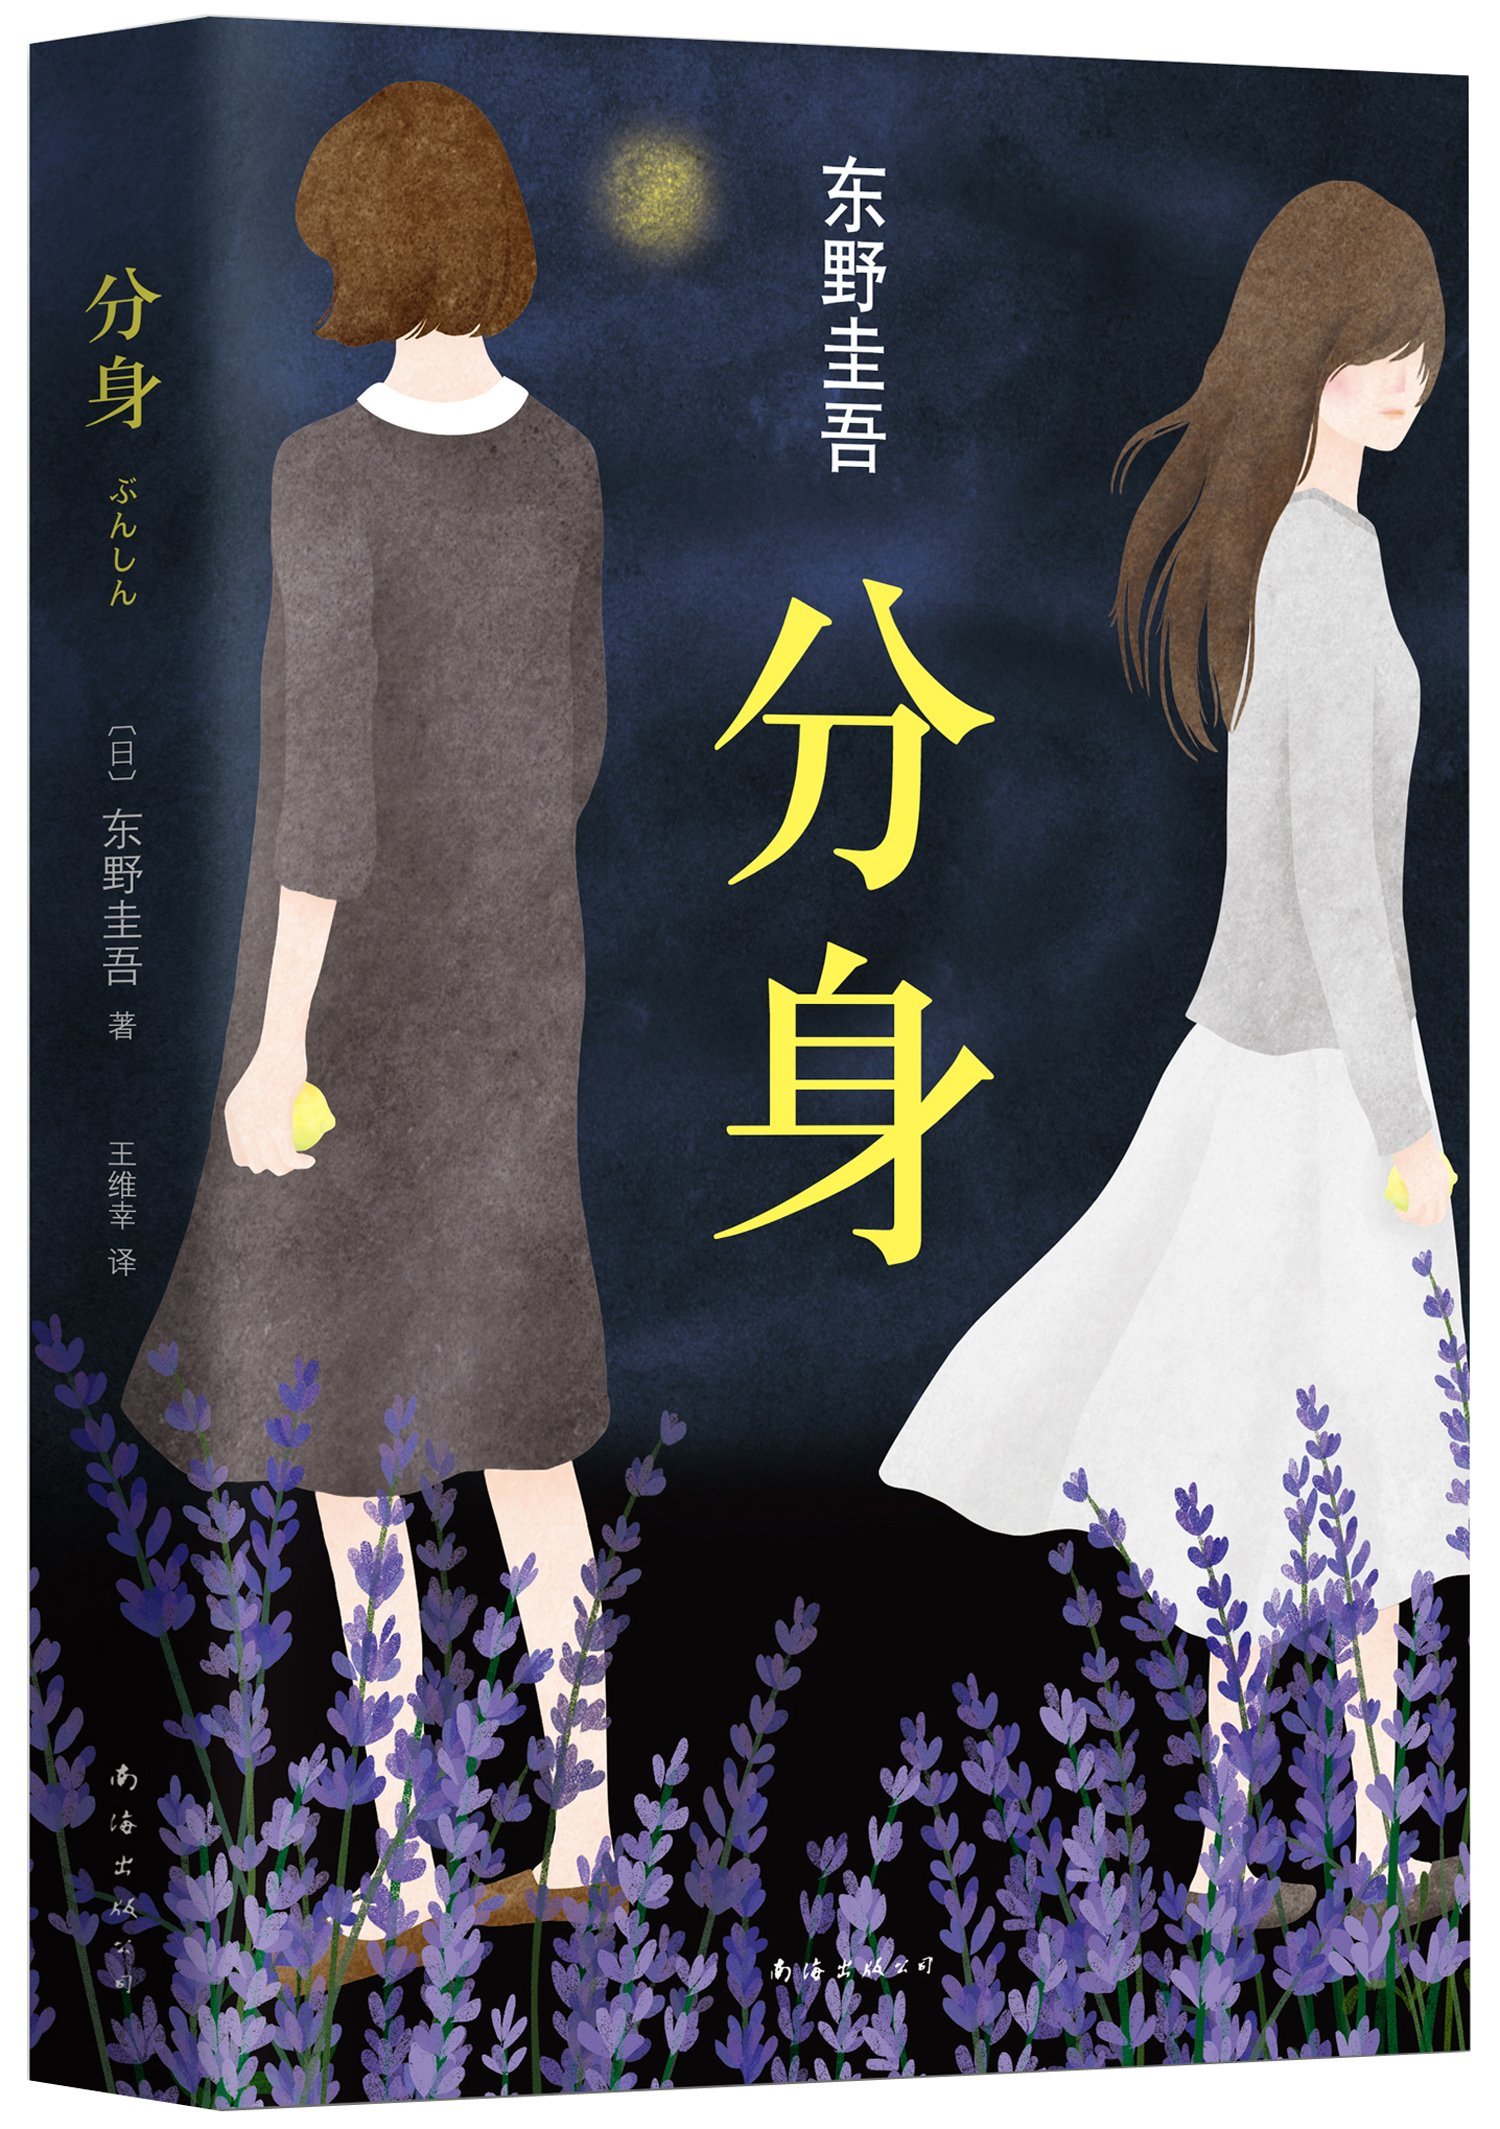 分身
ぶんしん
〔日〕东野圭吾 著
王维幸 译
南海出版公司
东野圭吾
分身
南海出版公司